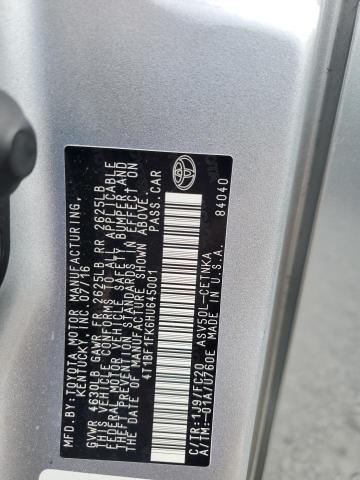 MFD.BY:TOYOTA MOTOR MANUFACTURING,
KENTUCKY, INC. 07/16
GVWR 4630LB GAWR FR 2625LB RR 2625LB
THIS VEHICLE CONFORMS TO ALL APPLICABLE
FEDERAL MOTOR VEHICLE SAFETY, BUMPER,AND
THEFT PREVENTION STANDARDS IN EFFECT ON
THE DATE OF MANUFACTURE SHOWN ABOVE.
4T1BF1FK6HU645001 PASS.CAR
C/TR:1J9/FC20 ASV50L-CETNKA
A/TM:-01A/U760E MADE IN U.S.A.
84040